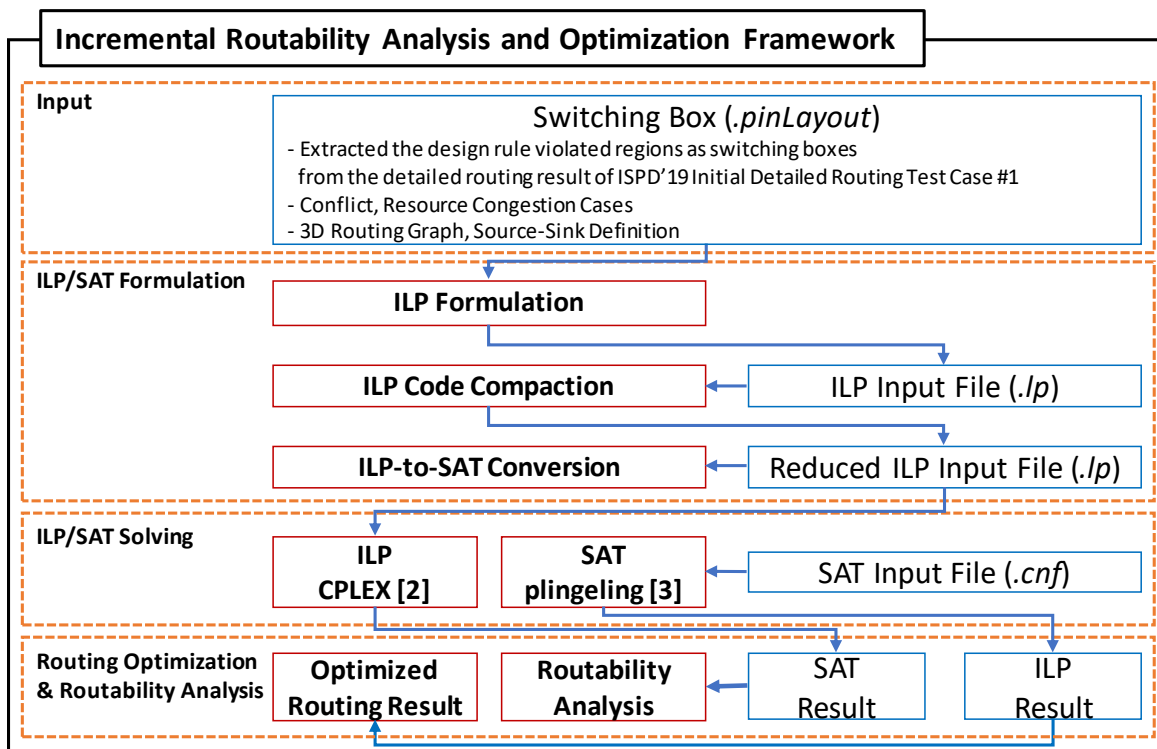 Incremental Routability Analysis and Optimization Framework
Input
Switching Box (.pinLayout)
- Extracted the design rule violated regions as switching boxes
from the detailed routing result of ISPD'19 Initial Detailed Routing Test Case #1
- Conflict, Resource Congestion Cases
- 3D Routing Graph, Source-Sink Definition
ILP/SAT Formulation
ILP Formulation
ILP Code Compaction
ILP Input File (.lp)
ILP-to-SAT Conversion
Reduced ILP Input File (.lp)
ILP/SAT Solving
ILP
CPLEX [2]
SAT
plingeling [3]
SAT Input File (.cnf)
Routing Optimization
& Routability Analysis
Optimized
Routing Result
Routability
Analysis
SAT
Result
ILP
Result